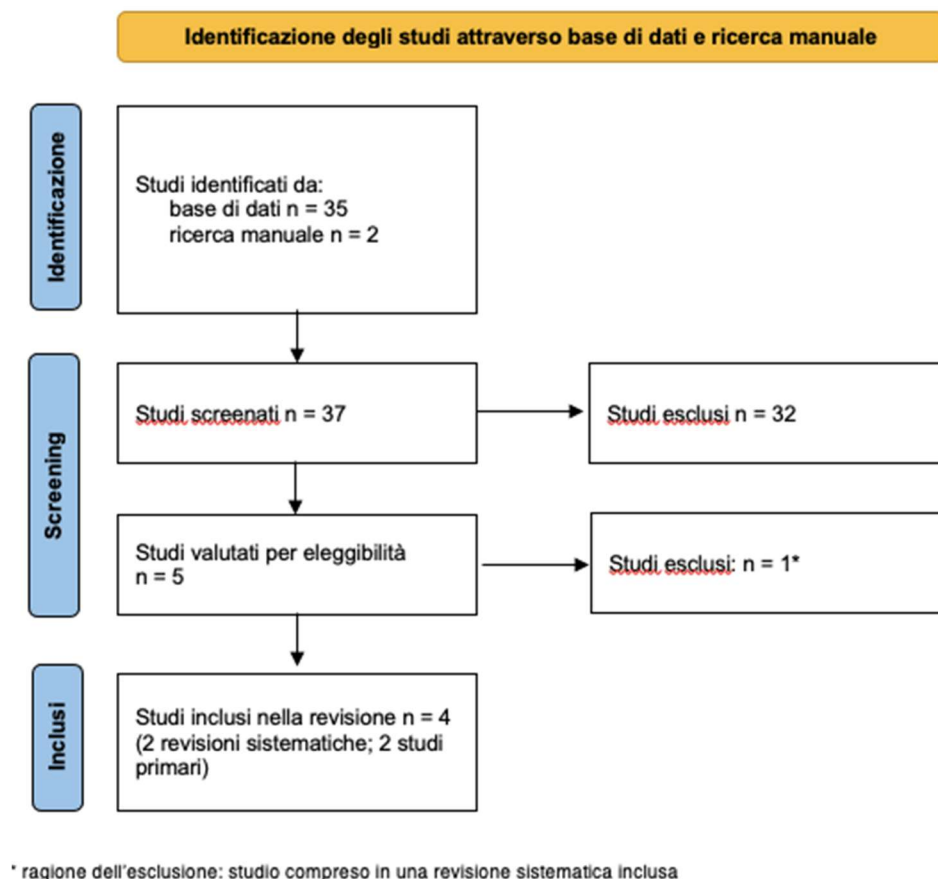 Identificazione degli studi attraverso base di dati e ricerca manuale
Identificazione
Studi identificati da:
base di dati n = 35
ricerca manuale n = 2
Screening
Studi screenati n = 37
Studi esclusi n = 32
Studi valutati per eleggibilità
n = 5
Studi esclusi: n = 1*
Inclusi
Studi inclusi nella revisione n = 4
(2 revisioni sistematiche; 2 studi
primari)
* ragione dell'esclusione: studio compreso in una revisione sistematica inclusa